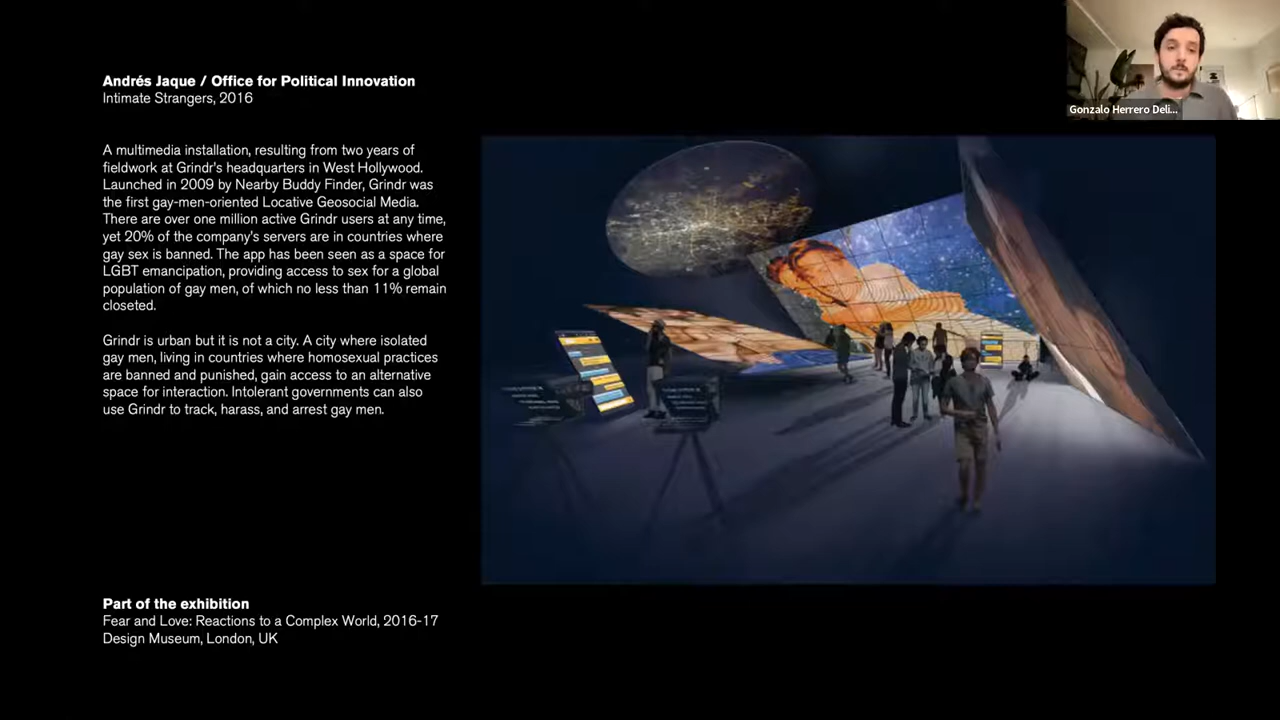 Andrés Jaque / Office for Political Innovation
Intimate Strangers, 2016
Gonzalo Herrero Deli...
A multimedia installation, resulting from two years of
fieldwork at Grindr's headquarters in West Hollywood.
Launched in 2009 by Nearby Buddy Finder, Grindr was
the first gay-men-oriented Locative Geosocial Media.
There are over one million active Grindr users at any time,
yet 20% of the company's servers are in countries where
gay sex is banned. The app has been seen as a space for
LGBT emancipation, providing access to sex for a global
population of gay men, of which no less than 11% remain
closeted.
Grindr is urban but it is not a city. A city where isolated
gay men, living in countries where homosexual practices
are banned and punished, gain access to an alternative
space for interaction. Intolerant governments can also
use Grindr to track, harass, and arrest gay men.
Part of the exhibition
Fear and Love: Reactions to a Complex World, 2016-17
Design Museum, London, UK